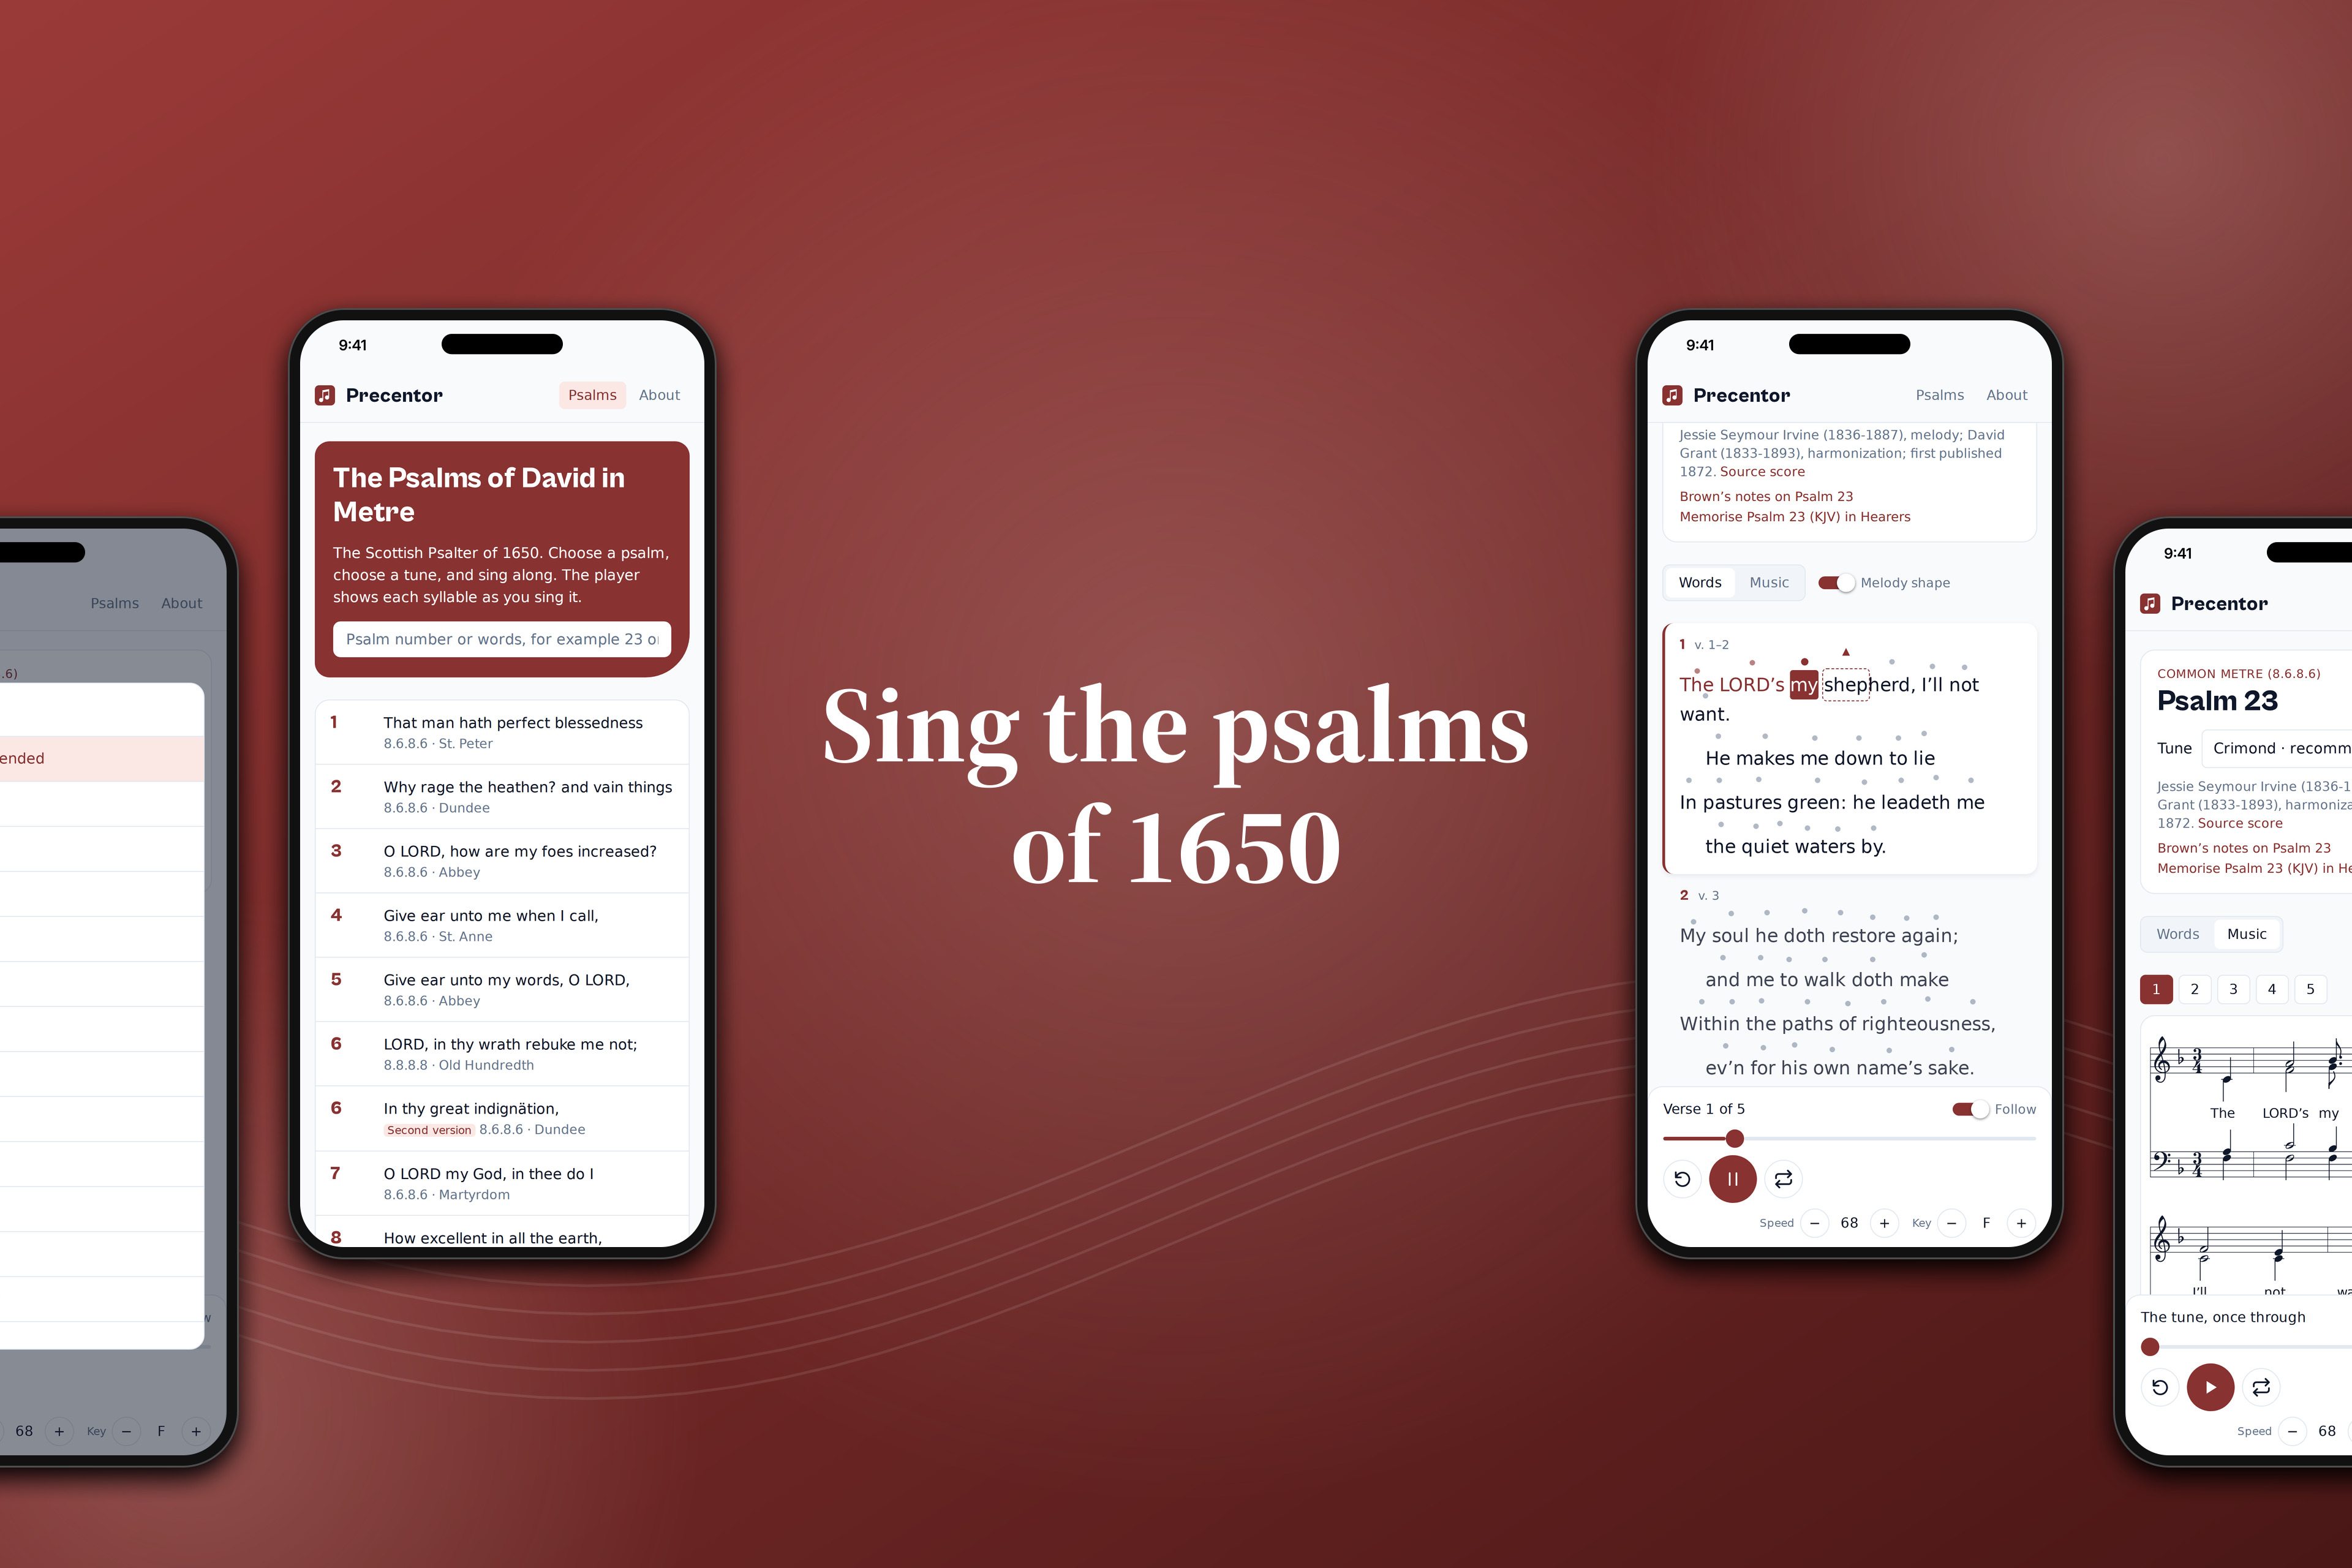 Sing the psalms
of 1650
Psalms About
.6)
ended
w
68 + Key − F +
9:41
Precentor Psalms About
The Psalms of David in
Metre
The Scottish Psalter of 1650. Choose a psalm,
choose a tune, and sing along. The player
shows each syllable as you sing it.
Psalm number or words, for example 23 o
1 That man hath perfect blessedness
8.6.8.6 · St. Peter
2 Why rage the heathen? and vain things
8.6.8.6 · Dundee
3 O LORD, how are my foes increased?
8.6.8.6 · Abbey
4 Give ear unto me when I call,
8.6.8.6 · St. Anne
5 Give ear unto my words, O LORD,
8.6.8.6 · Abbey
6 LORD, in thy wrath rebuke me not;
8.8.8.8 · Old Hundredth
6 In thy great indignätion,
Second version 8.6.8.6 · Dundee
7 O LORD my God, in thee do I
8.6.8.6 · Martyrdom
8 How excellent in all the earth,
9:41
Precentor Psalms About
Jessie Seymour Irvine (1836-1887), melody; David
Grant (1833-1893), harmonization; first published
1872. Source score
Brown’s notes on Psalm 23
Memorise Psalm 23 (KJV) in Hearers
Words Music Melody shape
1 v. 1–2
The LORD’s my shepherd, I’ll not
want.
He makes me down to lie
In pastures green: he leadeth me
the quiet waters by.
2 v. 3
My soul he doth restore again;
and me to walk doth make
Within the paths of righteousness,
ev’n for his own name’s sake.
Verse 1 of 5 Follow
Speed − 68 + Key − F +
9:41
Precentor
COMMON METRE (8.6.8.6)
Psalm 23
Tune Crimond · recomm
Jessie Seymour Irvine (1836-1
Grant (1833-1893), harmoniza
1872. Source score
Brown’s notes on Psalm 23
Memorise Psalm 23 (KJV) in He
Words Music
1 2 3 4 5
3
4
The LORD’s my
3
4
I’ll not wa
The tune, once through
Speed − 68